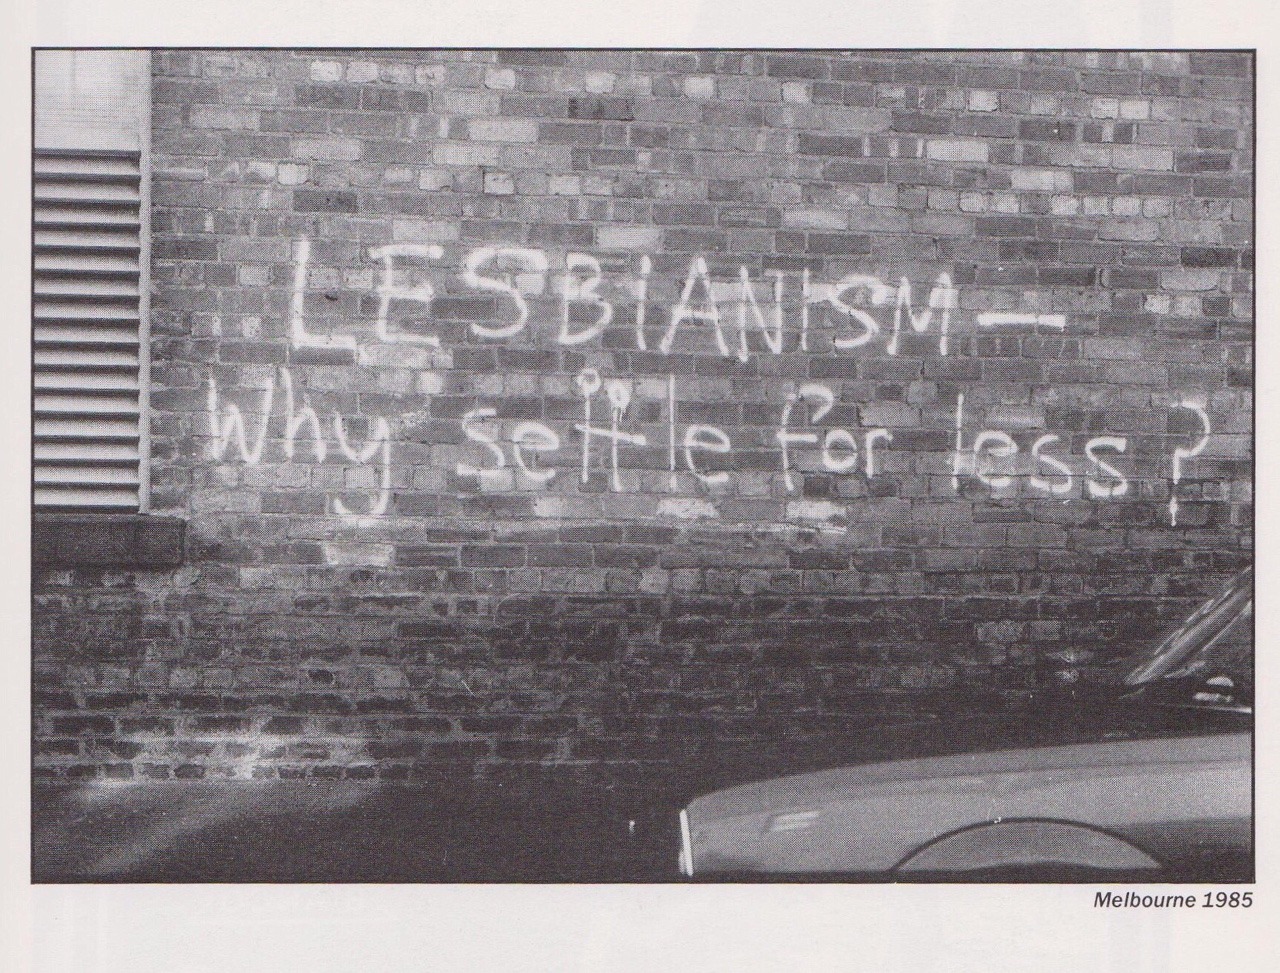 LESBIANISM —
Why settle for less?
Melbourne 1985